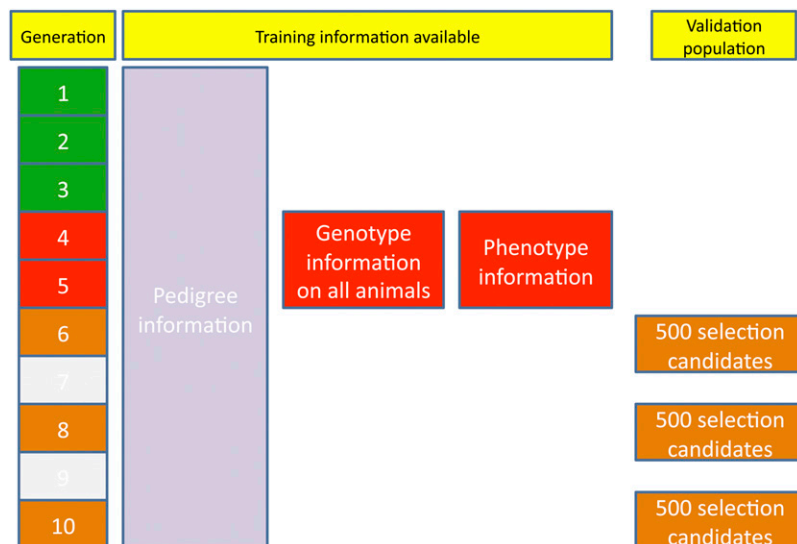 Generation
Training information available
Validation
population
1
2
3
4
5
6
7
8
9
10
Pedigree
information
Genotype
information
on all animals
Phenotype
information
500 selection
candidates
500 selection
candidates
500 selection
candidates